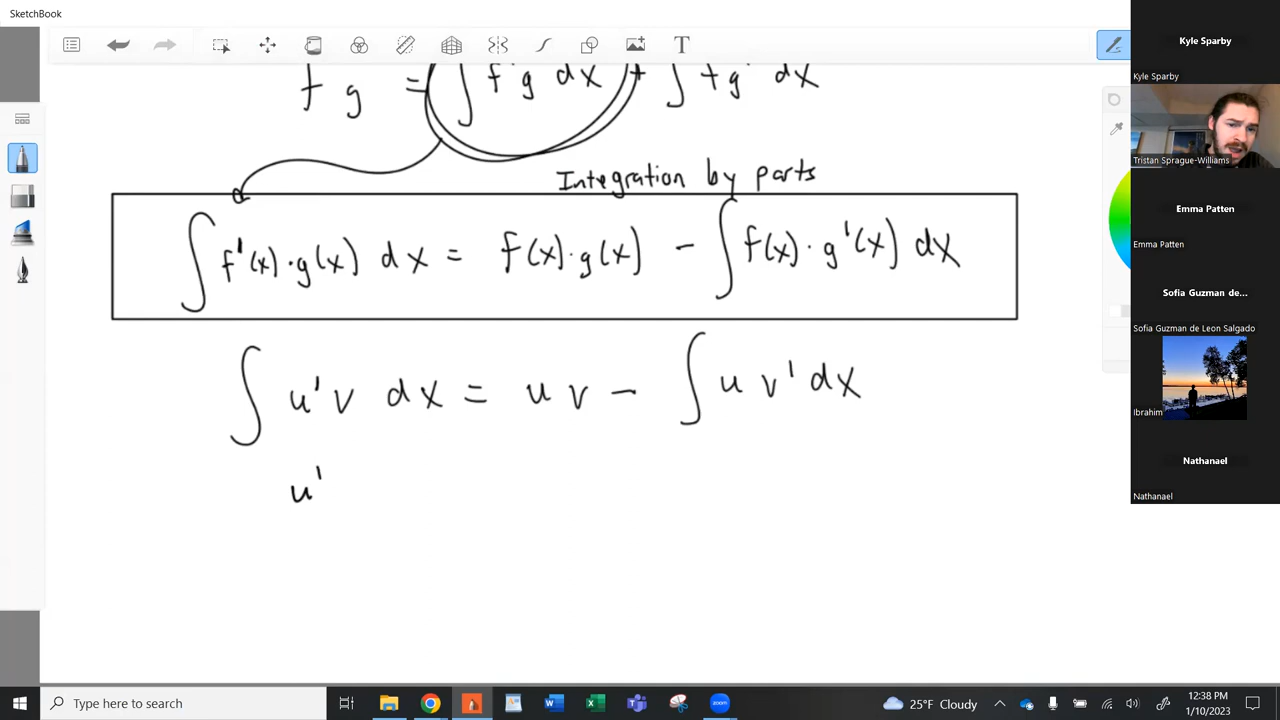 SketchBook
f g = ∫ f'g dx + ∫ fg' dx
Integration by parts
∫ f'(x)·g(x) dx = f(x)·g(x) − ∫ f(x)·g'(x) dx
∫ u'v dx = u v − ∫ u v' dx
u'
Kyle Sparby
Kyle Sparby
Tristan Sprague-Williams
Emma Patten
Emma Patten
Sofia Guzman de...
Sofia Guzman de Leon Salgado
Ibrahim
Nathanael
Nathanael
Type here to search
25°F Cloudy
12:38 PM
1/10/2023